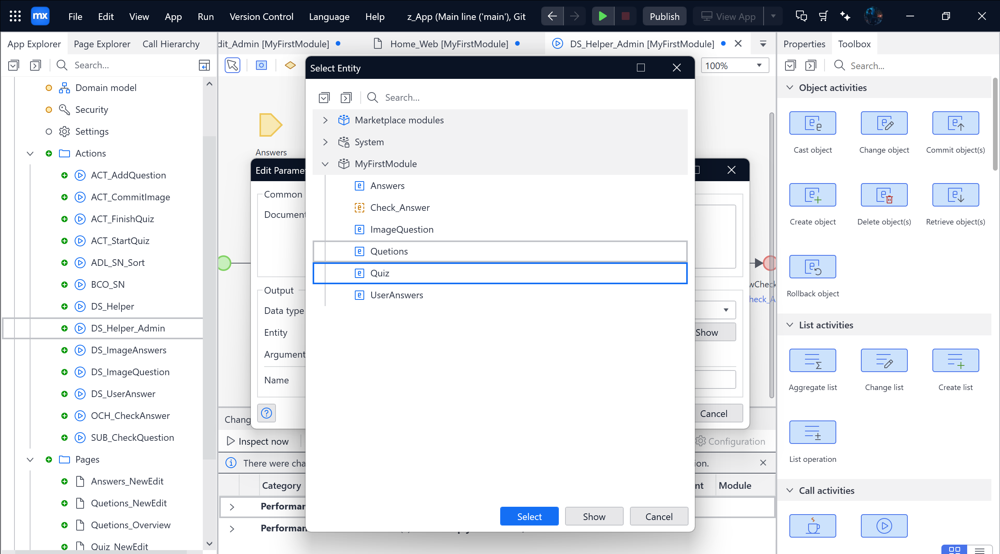 mx File Edit View App Run Version Control Language Help z_App (Main line ('main'), Git Publish View App
App Explorer Page Explorer Call Hierarchy
Search...
Domain model
Security
Settings
Actions
ACT_AddQuestion
ACT_CommitImage
ACT_FinishQuiz
ACT_StartQuiz
ADL_SN_Sort
BCO_SN
DS_Helper
DS_Helper_Admin
DS_ImageAnswers
DS_ImageQuestion
DS_UserAnswer
OCH_CheckAnswer
SUB_CheckQuestion
Pages
Answers_NewEdit
Quetions_NewEdit
Quetions_Overview
Quiz_NewEdit
dit_Admin [MyFirstModule] Home_Web [MyFirstModule] DS_Helper_Admin [MyFirstModule]
100%
Answers
Edit Parame
Common
Document
Output
Data type
Entity
Show
Argument
Name
Cancel
wCheck
heck_A
Chang
Inspect now
Configuration
There were cha
ion.
Category
nt Module
Performan
Performan
Select Entity
Search...
Marketplace modules
System
MyFirstModule
Answers
Check_Answer
ImageQuestion
Quetions
Quiz
UserAnswers
Select Show Cancel
Properties Toolbox
Search...
Object activities
Cast object Change object Commit object(s)
Create object Delete object(s) Retrieve object(s)
Rollback object
List activities
Aggregate list Change list Create list
List operation
Call activities